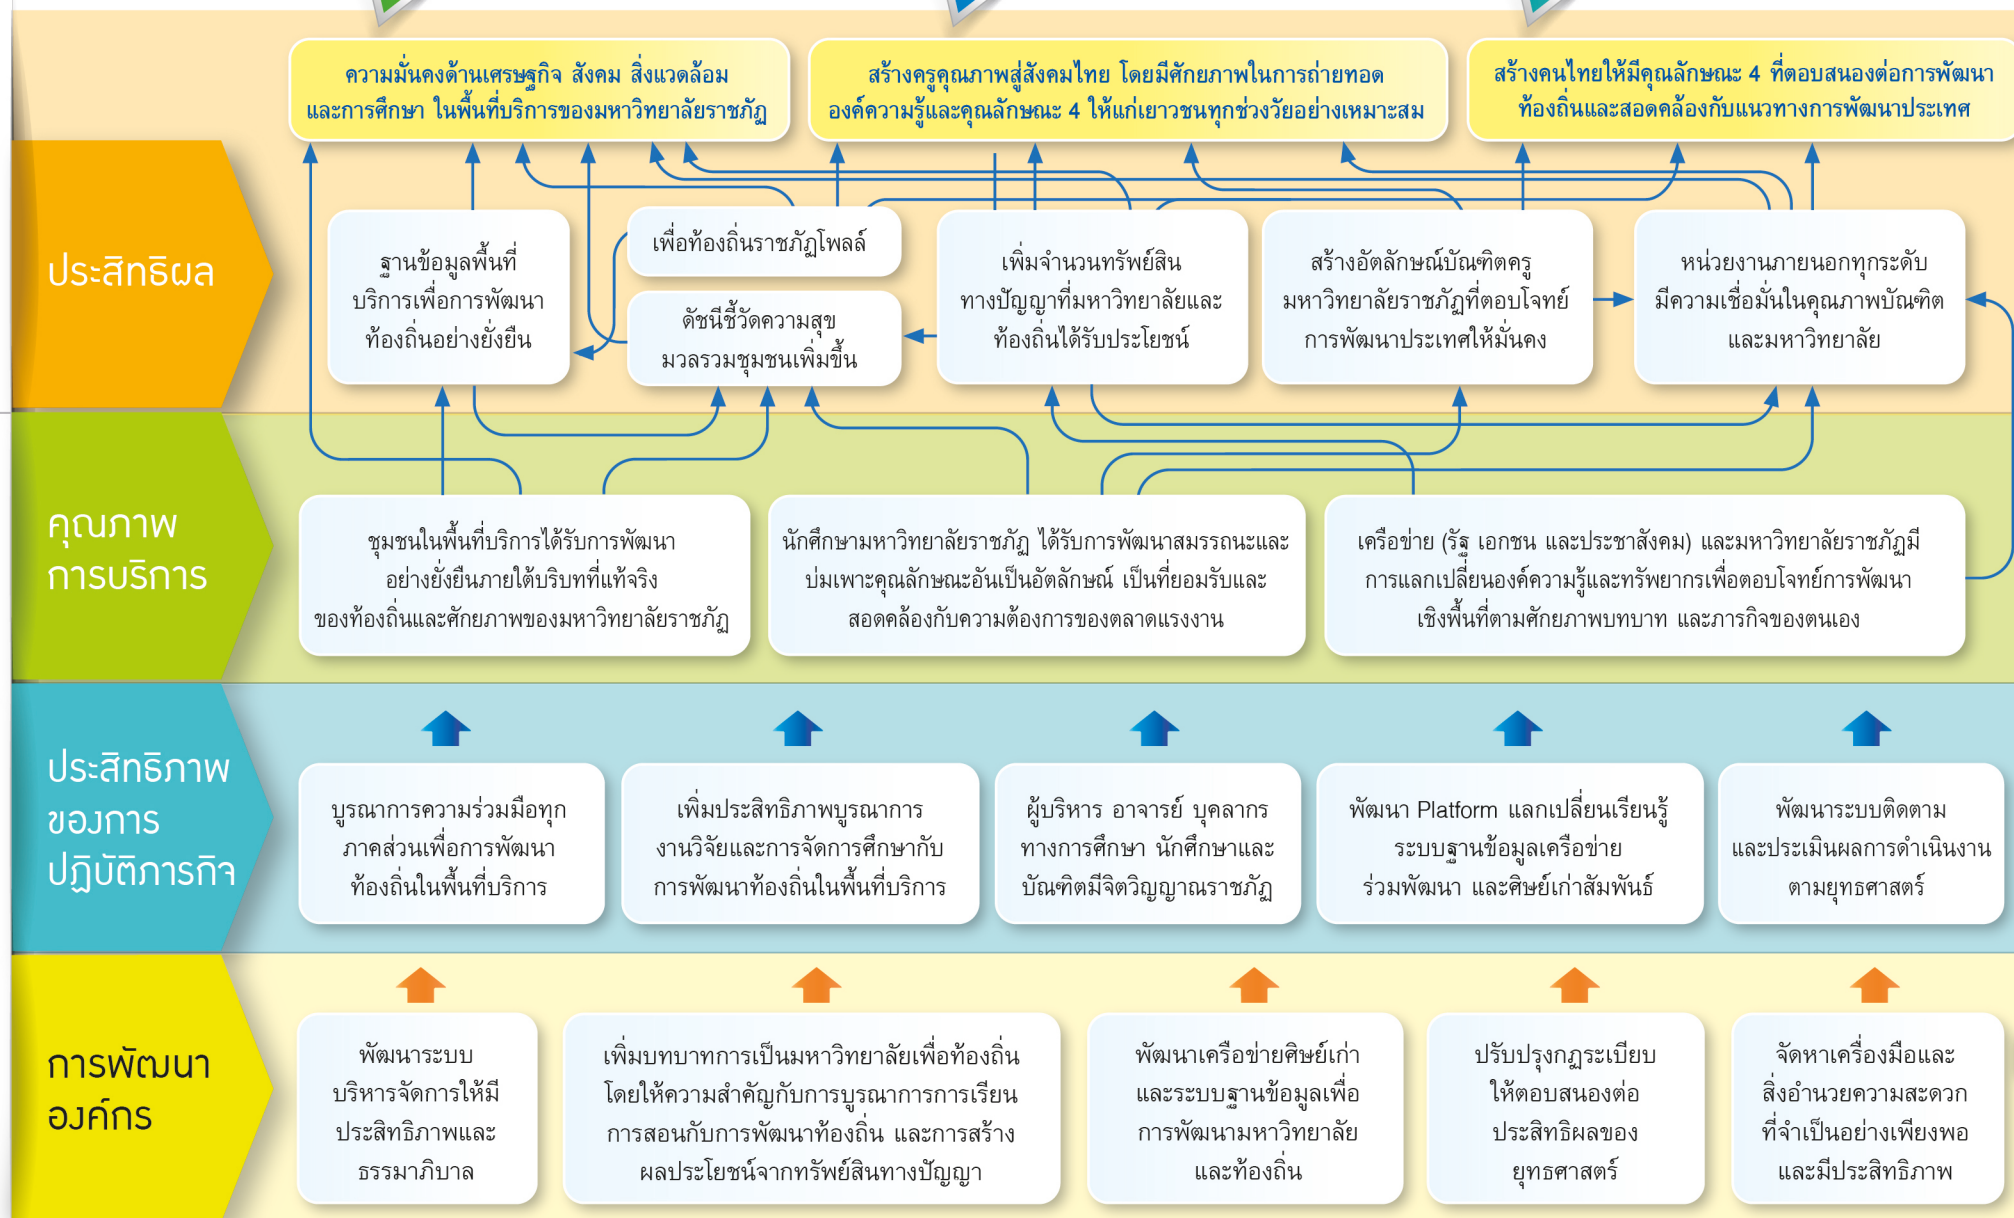 ความมั่นคงด้านเศรษฐกิจ สังคม สิ่งแวดล้อม
และการศึกษา ในพื้นที่บริการของมหาวิทยาลัยราชภัฏ
สร้างครูคุณภาพสู่สังคมไทย โดยมีศักยภาพในการถ่ายทอด
องค์ความรู้และคุณลักษณะ 4 ให้แก่เยาวชนทุกช่วงวัยอย่างเหมาะสม
สร้างคนไทยให้มีคุณลักษณะ 4 ที่ตอบสนองต่อการพัฒนา
ท้องถิ่นและสอดคล้องกับแนวทางการพัฒนาประเทศ
ประสิทธิผล
ฐานข้อมูลพื้นที่
บริการเพื่อการพัฒนา
ท้องถิ่นอย่างยั่งยืน
เพื่อท้องถิ่นราชภัฏโพลล์
ดัชนีชี้วัดความสุข
มวลรวมชุมชนเพิ่มขึ้น
เพิ่มจำนวนทรัพย์สิน
ทางปัญญาที่มหาวิทยาลัยและ
ท้องถิ่นได้รับประโยชน์
สร้างอัตลักษณ์บัณฑิตครู
มหาวิทยาลัยราชภัฏที่ตอบโจทย์
การพัฒนาประเทศให้มั่นคง
หน่วยงานภายนอกทุกระดับ
มีความเชื่อมั่นในคุณภาพบัณฑิต
และมหาวิทยาลัย
คุณภาพ
การบริการ
ชุมชนในพื้นที่บริการได้รับการพัฒนา
อย่างยั่งยืนภายใต้บริบทที่แท้จริง
ของท้องถิ่นและศักยภาพของมหาวิทยาลัยราชภัฏ
นักศึกษามหาวิทยาลัยราชภัฏ ได้รับการพัฒนาสมรรถนะและ
บ่มเพาะคุณลักษณะอันเป็นอัตลักษณ์ เป็นที่ยอมรับและ
สอดคล้องกับความต้องการของตลาดแรงงาน
เครือข่าย (รัฐ เอกชน และประชาสังคม) และมหาวิทยาลัยราชภัฏมี
การแลกเปลี่ยนองค์ความรู้และทรัพยากรเพื่อตอบโจทย์การพัฒนา
เชิงพื้นที่ตามศักยภาพบทบาท และภารกิจของตนเอง
ประสิทธิภาพ
ของการ
ปฏิบัติภารกิจ
บูรณาการความร่วมมือทุก
ภาคส่วนเพื่อการพัฒนา
ท้องถิ่นในพื้นที่บริการ
เพิ่มประสิทธิภาพบูรณาการ
งานวิจัยและการจัดการศึกษากับ
การพัฒนาท้องถิ่นในพื้นที่บริการ
ผู้บริหาร อาจารย์ บุคลากร
ทางการศึกษา นักศึกษาและ
บัณฑิตมีจิตวิญญาณราชภัฏ
พัฒนา Platform แลกเปลี่ยนเรียนรู้
ระบบฐานข้อมูลเครือข่าย
ร่วมพัฒนา และศิษย์เก่าสัมพันธ์
พัฒนาระบบติดตาม
และประเมินผลการดำเนินงาน
ตามยุทธศาสตร์
การพัฒนา
องค์กร
พัฒนาระบบ
บริหารจัดการให้มี
ประสิทธิภาพและ
ธรรมาภิบาล
เพิ่มบทบาทการเป็นมหาวิทยาลัยเพื่อท้องถิ่น
โดยให้ความสำคัญกับการบูรณาการการเรียน
การสอนกับการพัฒนาท้องถิ่น และการสร้าง
ผลประโยชน์จากทรัพย์สินทางปัญญา
พัฒนาเครือข่ายศิษย์เก่า
และระบบฐานข้อมูลเพื่อ
การพัฒนามหาวิทยาลัย
และท้องถิ่น
ปรับปรุงกฎระเบียบ
ให้ตอบสนองต่อ
ประสิทธิผลของ
ยุทธศาสตร์
จัดหาเครื่องมือและ
สิ่งอำนวยความสะดวก
ที่จำเป็นอย่างเพียงพอ
และมีประสิทธิภาพ